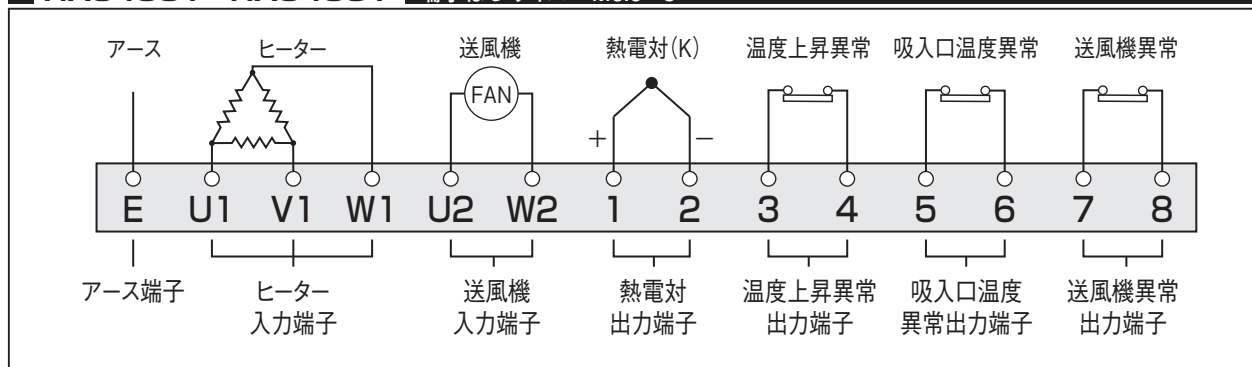 アース ヒーター 送風機 熱電対(K) 温度上昇異常 吸入口温度異常 送風機異常
FAN
+ −
E U1 V1 W1 U2 W2 1 2 3 4 5 6 7 8
アース端子 ヒーター 送風機 熱電対 温度上昇異常 吸入口温度 送風機異常
入力端子 入力端子 出力端子 出力端子 異常出力端子 出力端子